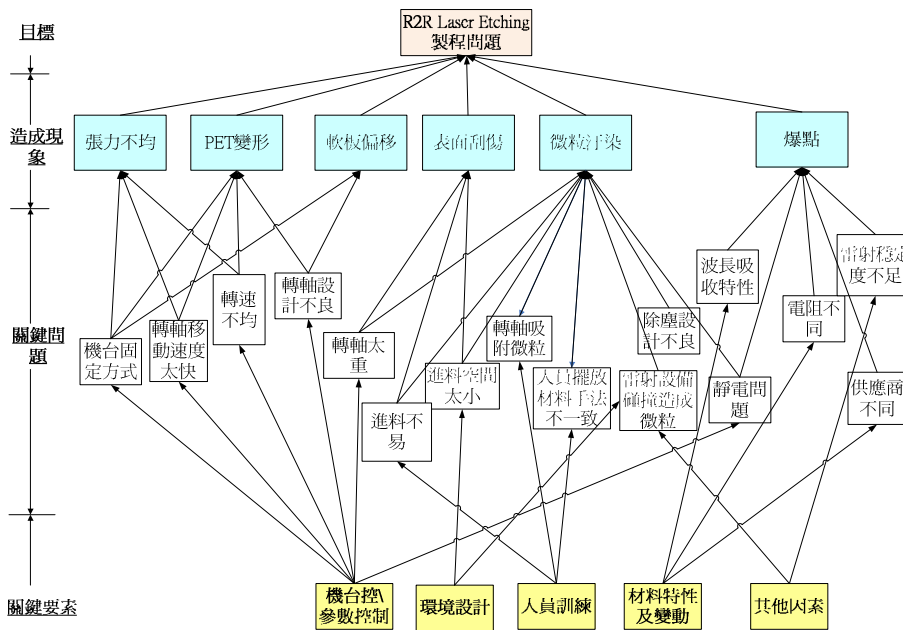 R2R Laser Etching
製程問題
目標
造成現
象
張力不均
PET變形
軟板偏移
表面刮傷
微粒汙染
爆點
關鍵問
題
機台固
定方式
轉軸移
動速度
太快
轉速
不均
轉軸設
計不良
轉軸太
重
進料不
易
進料空間
太小
轉軸吸
附微粒
人員擺放
材料手法
不一致
雷射設備
碰撞造成
微粒
除塵設
計不良
靜電問
題
波長吸
收特性
電阻不
同
雷射穩定
度不足
供應商
不同
關鍵要素
機台控\
參數控制
環境設計
人員訓練
材料特性
及變動
其他因素